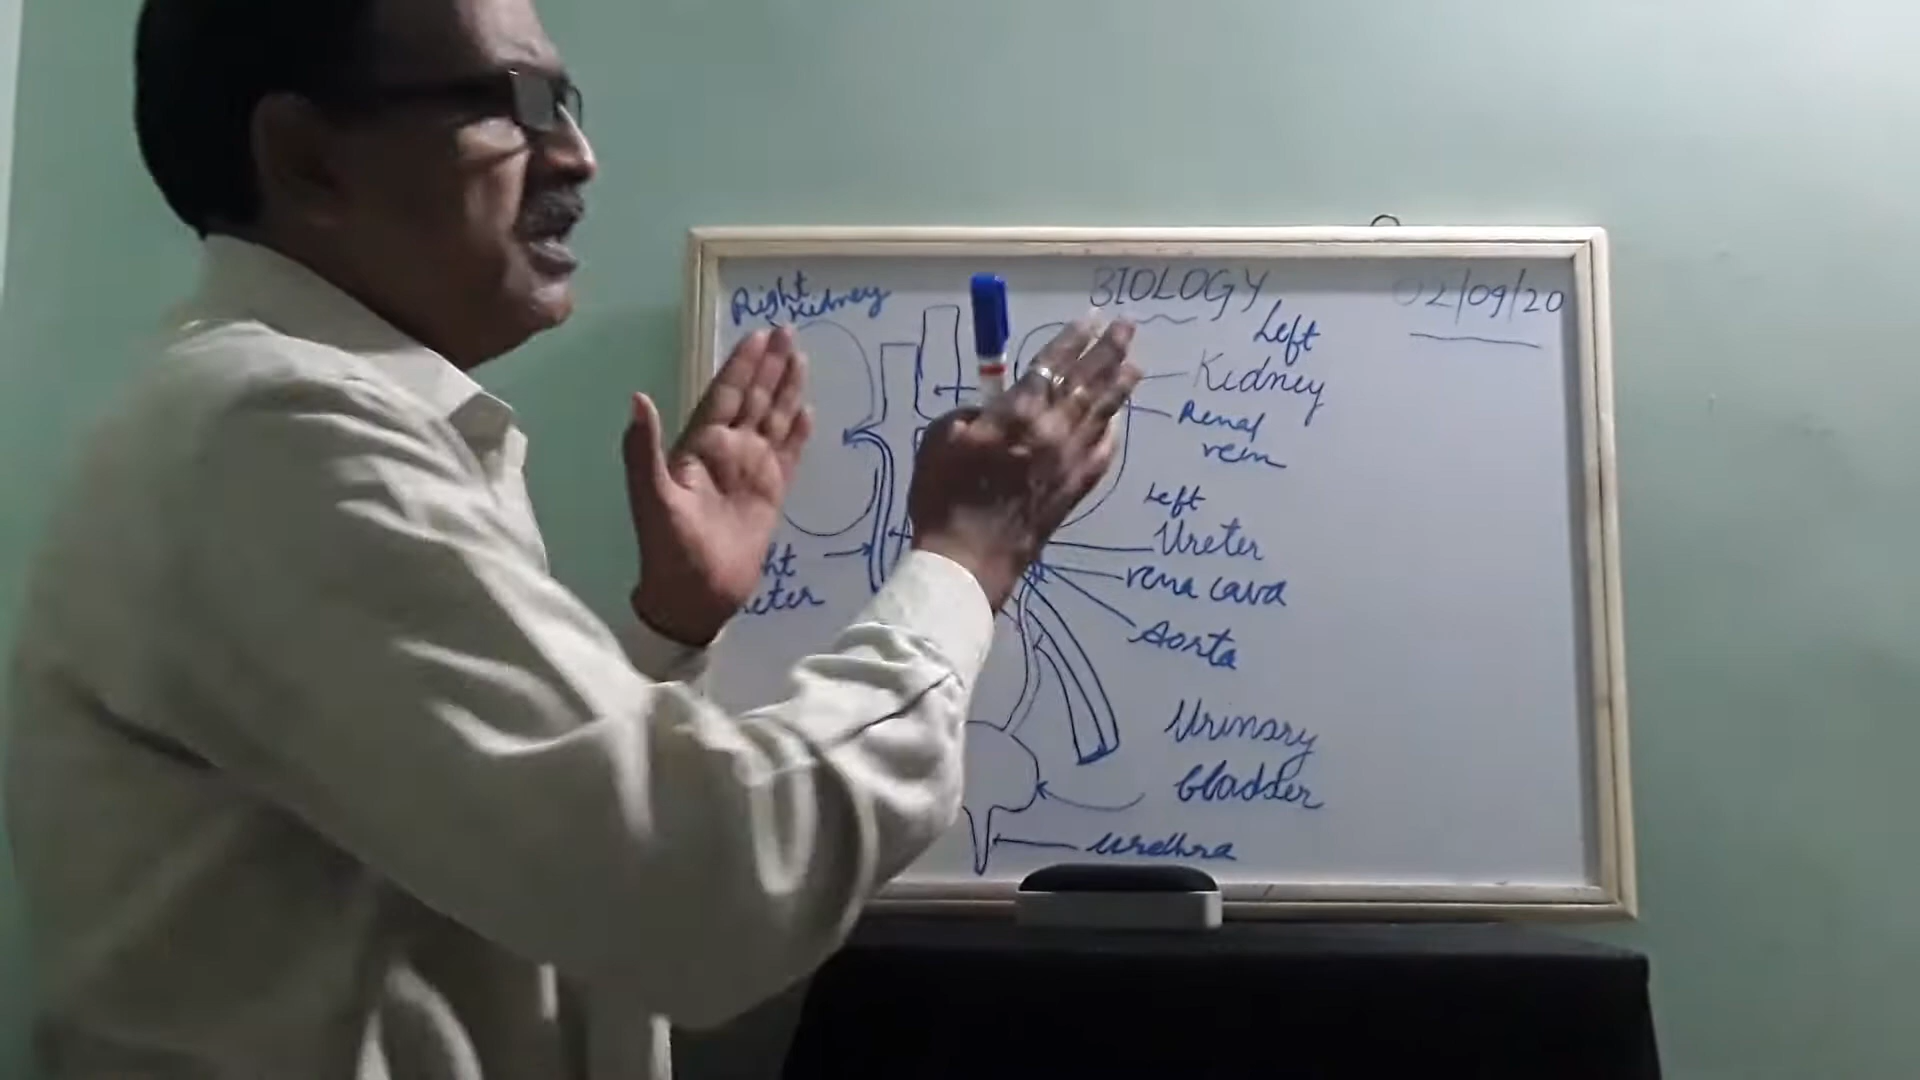 BIOLOGY
02/09/20
Right
Kidney
Left
Kidney
Renal
vein
Left
Ureter
vena cava
Aorta
Urinary
bladder
urethra